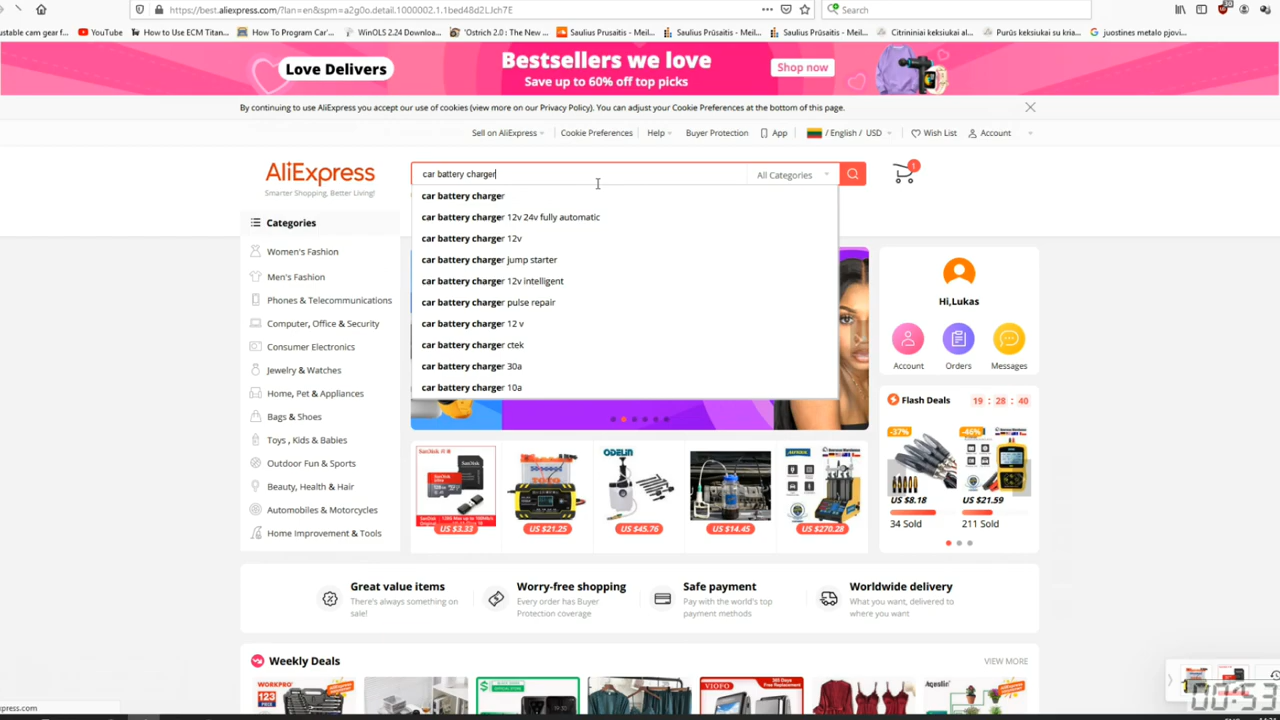 https://best.aliexpress.com/?lan=en&spm=a2g0o.detail.1000002.1.1bed48d2LJch7E
Search
ustable cam gear f...
YouTube
How to Use ECM Titan...
How To Program Car'...
WinOLS 2.24 Downloa...
'Ostrich 2.0 : The New ...
Saulius Prusaitis - Meil...
Saulius Prūsaitis - Mei...
Saulius Prūsaitis - Mei...
Citrininiai keksiukai al...
Purūs keksiukai su kria...
juostines metalo pjovi...
Love Delivers
Bestsellers we love
Save up to 60% off top picks
Shop now
By continuing to use AliExpress you accept our use of cookies (view more on our Privacy Policy). You can adjust your Cookie Preferences at the bottom of this page.
Sell on AliExpress
Cookie Preferences
Help
Buyer Protection
App
/ English / USD
Wish List
Account
AliExpress
Smarter Shopping, Better Living!
car battery charger
All Categories
1
car battery charger
car battery charger 12v 24v fully automatic
car battery charger 12v
car battery charger jump starter
car battery charger 12v intelligent
car battery charger pulse repair
car battery charger 12 v
car battery charger ctek
car battery charger 30a
car battery charger 10a
Categories
Women's Fashion
Men's Fashion
Phones & Telecommunications
Computer, Office & Security
Consumer Electronics
Jewelry & Watches
Home, Pet & Appliances
Bags & Shoes
Toys , Kids & Babies
Outdoor Fun & Sports
Beauty, Health & Hair
Automobiles & Motorcycles
Home Improvement & Tools
Hi,Lukas
Account
Orders
Messages
Flash Deals
19 : 28 : 40
-37%
-46%
US $8.18
US $21.59
34 Sold
211 Sold
SanDisk
US $3.33
US $21.25
ODELIN
US $45.76
US $14.45
US $270.28
Great value items
There's always something on
sale!
Worry-free shopping
Every order has Buyer
Protection coverage
Safe payment
Pay with the world's top
payment methods
Worldwide delivery
What you want, delivered to
where you want
Weekly Deals
VIEW MORE
WORKPRO
123
VIOFO
express.com
00:53